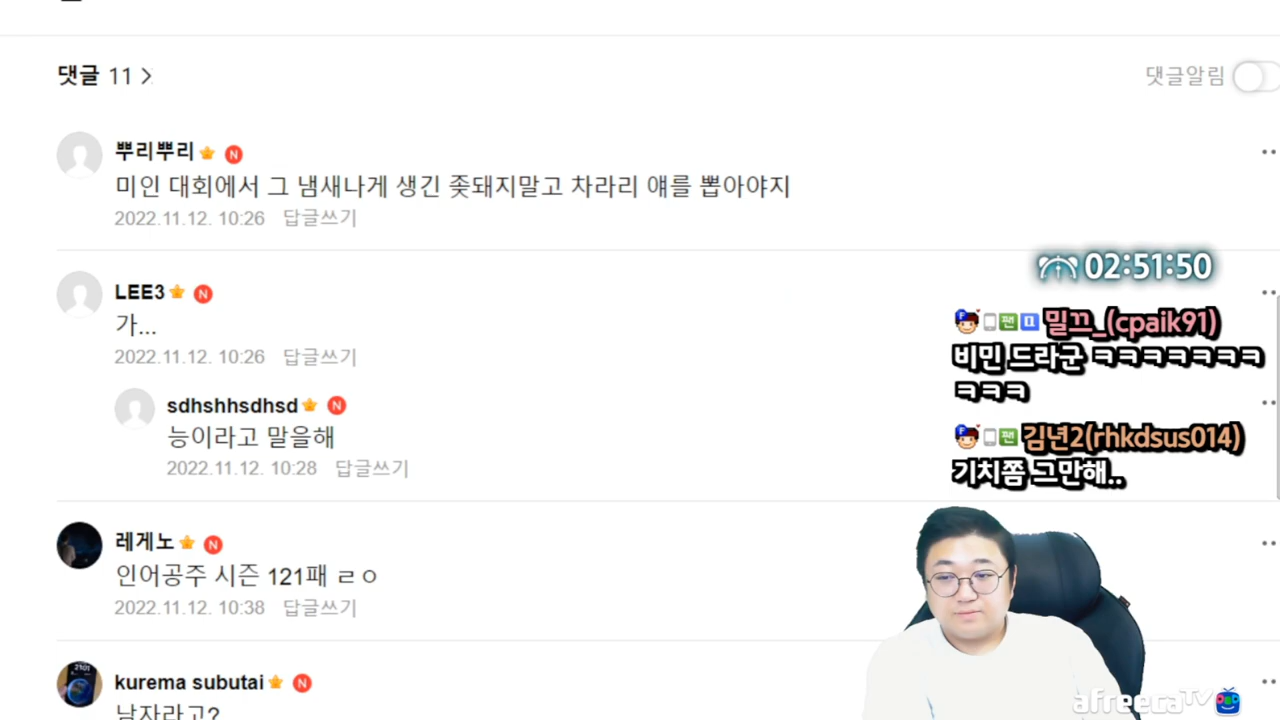 댓글 11
댓글알림
뿌리뿌리
미인 대회에서 그 냄새나게 생긴 좆돼지말고 차라리 얘를 뽑아야지
2022.11.12. 10:26 답글쓰기
LEE3
가...
2022.11.12. 10:26 답글쓰기
sdhshhsdhsd
능이라고 말을해
2022.11.12. 10:28 답글쓰기
레게노
인어공주 시즌 121패 ㄹㅇ
2022.11.12. 10:38 답글쓰기
kurema subutai
남자라고?
02:51:50
밀끄_(cpaik91)
비민 드라군 ㅋㅋㅋㅋㅋㅋㅋ
ㅋㅋㅋ
김년2(rhkdsus014)
기치쫌 그만해..
afreecaTV